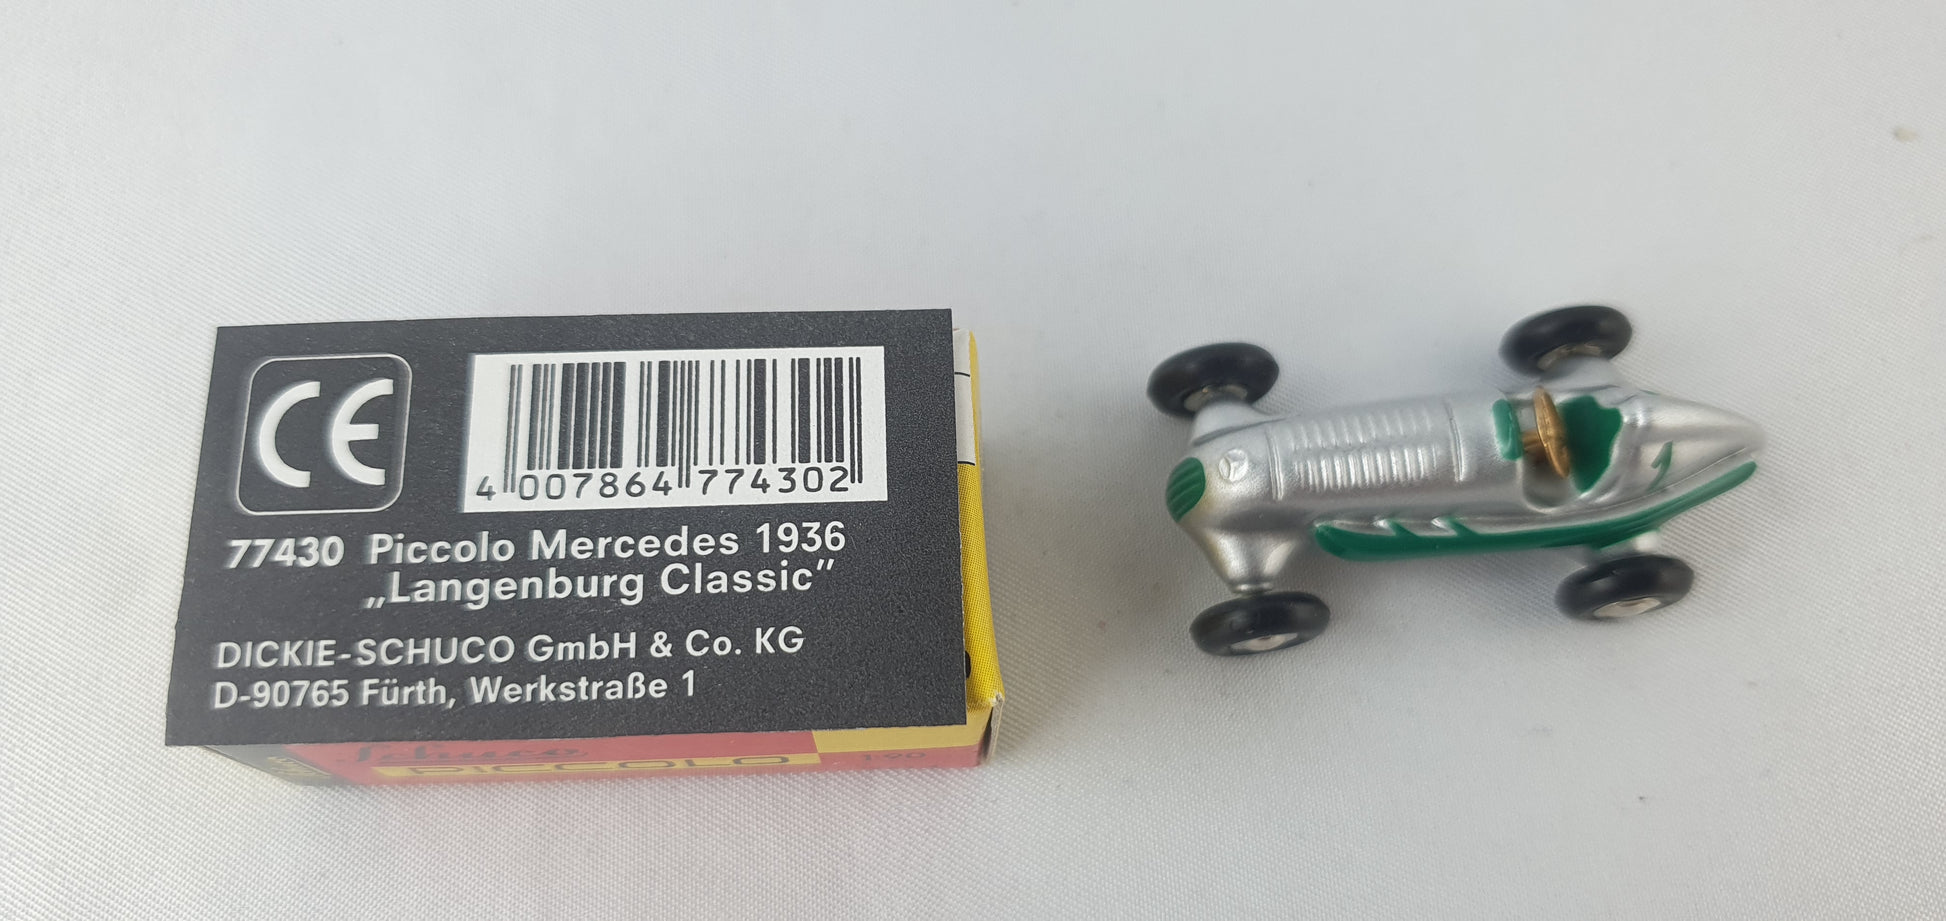 CE
4 007864 774302
77430 Piccolo Mercedes 1936
„Langenburg Classic"
DICKIE-SCHUCO GmbH & Co. KG
D-90765 Fürth, Werkstraße 1
Schuco
PICCOLO 1:90